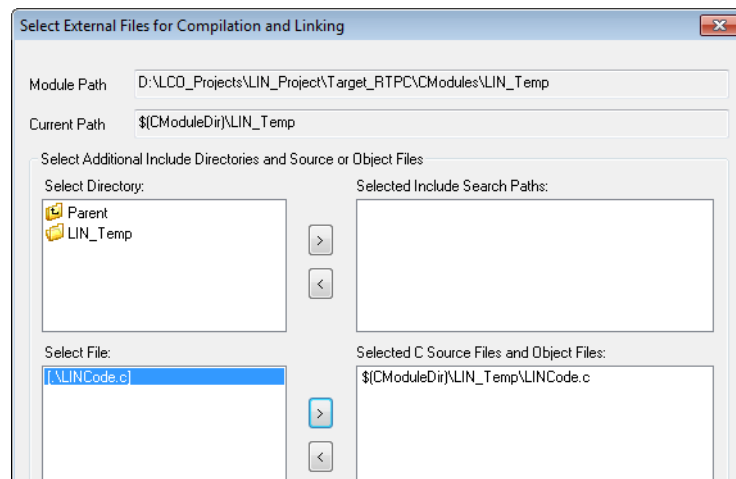 Select External Files for Compilation and Linking
Module Path
D:\LCO_Projects\LIN_Project\Target_RTPC\CModules\LIN_Temp
Current Path
$(CModuleDir)\LIN_Temp
Select Additional Include Directories and Source or Object Files
Select Directory:
Selected Include Search Paths:
Parent
LIN_Temp
>
<
Select File:
Selected C Source Files and Object Files:
[.\LINCode.c]
$(CModuleDir)\LIN_Temp\LINCode.c
>
<